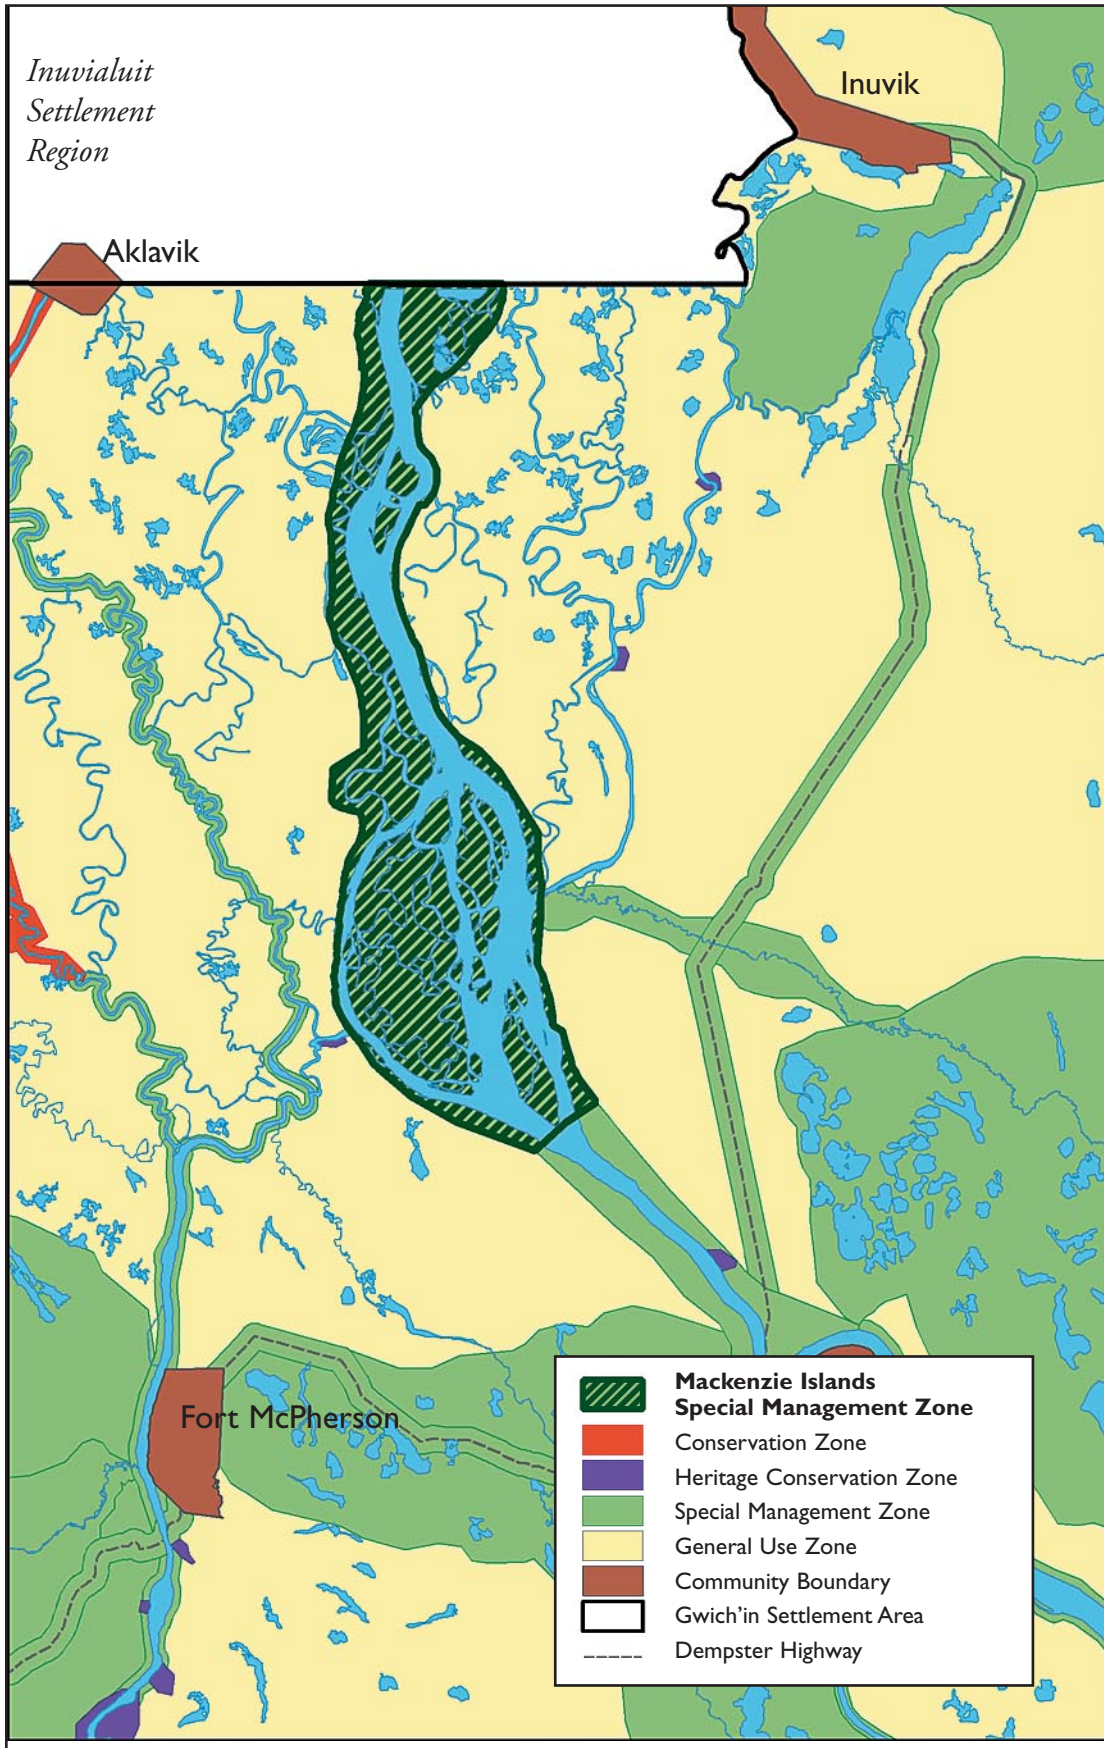 Inuvialuit
Settlement
Region
Inuvik
Aklavik
Fort McPherson
Mackenzie Islands
Special Management Zone
Conservation Zone
Heritage Conservation Zone
Special Management Zone
General Use Zone
Community Boundary
Gwich’in Settlement Area
Dempster Highway